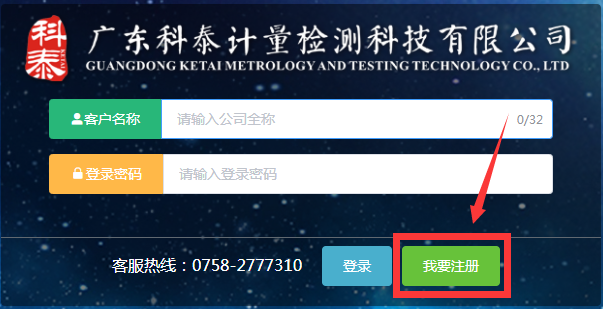 科泰
广东科泰计量检测科技有限公司
GUANGDONG KETAI METROLOGY AND TESTING TECHNOLOGY CO., LTD
客户名称 请输入公司全称 0/32
登录密码 请输入登录密码
客服热线：0758-2777310 登录 我要注册